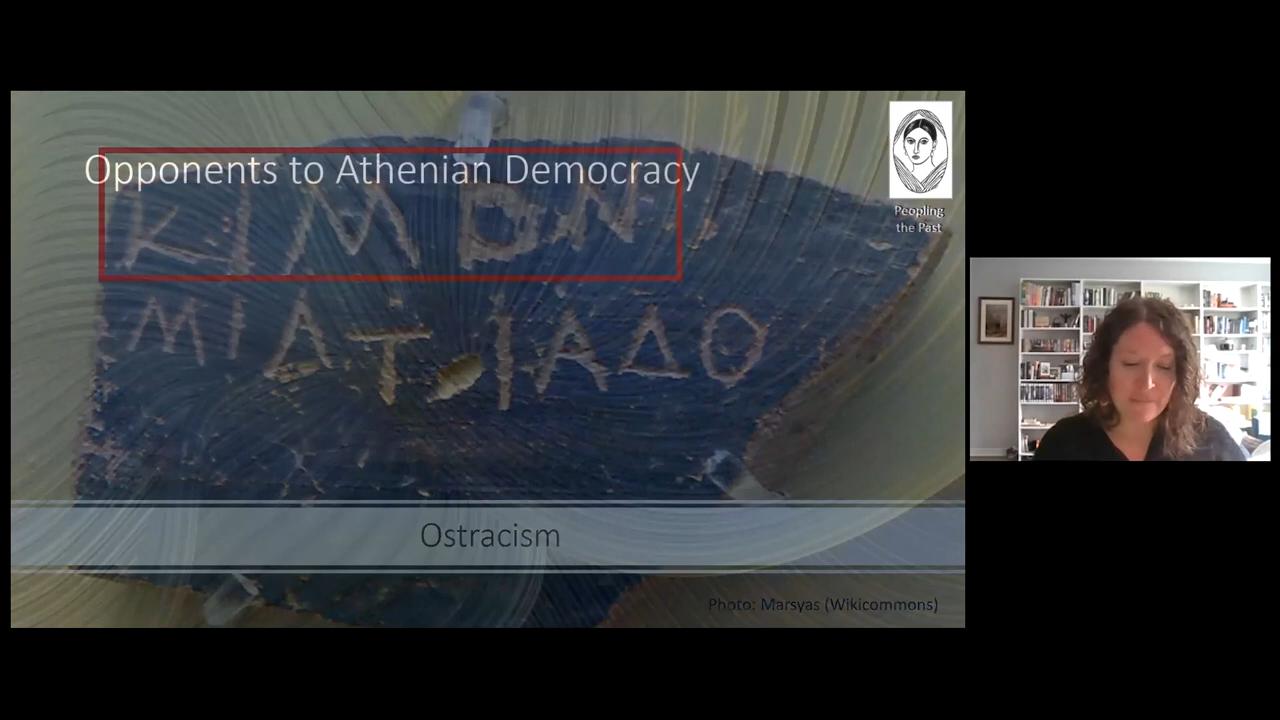 Opponents to Athenian Democracy
ΚΙΜΟΝ
ΜΙΛΤΙΑΔΟ
Ostracism
Peopling
the Past
Photo: Marsyas (Wikicommons)